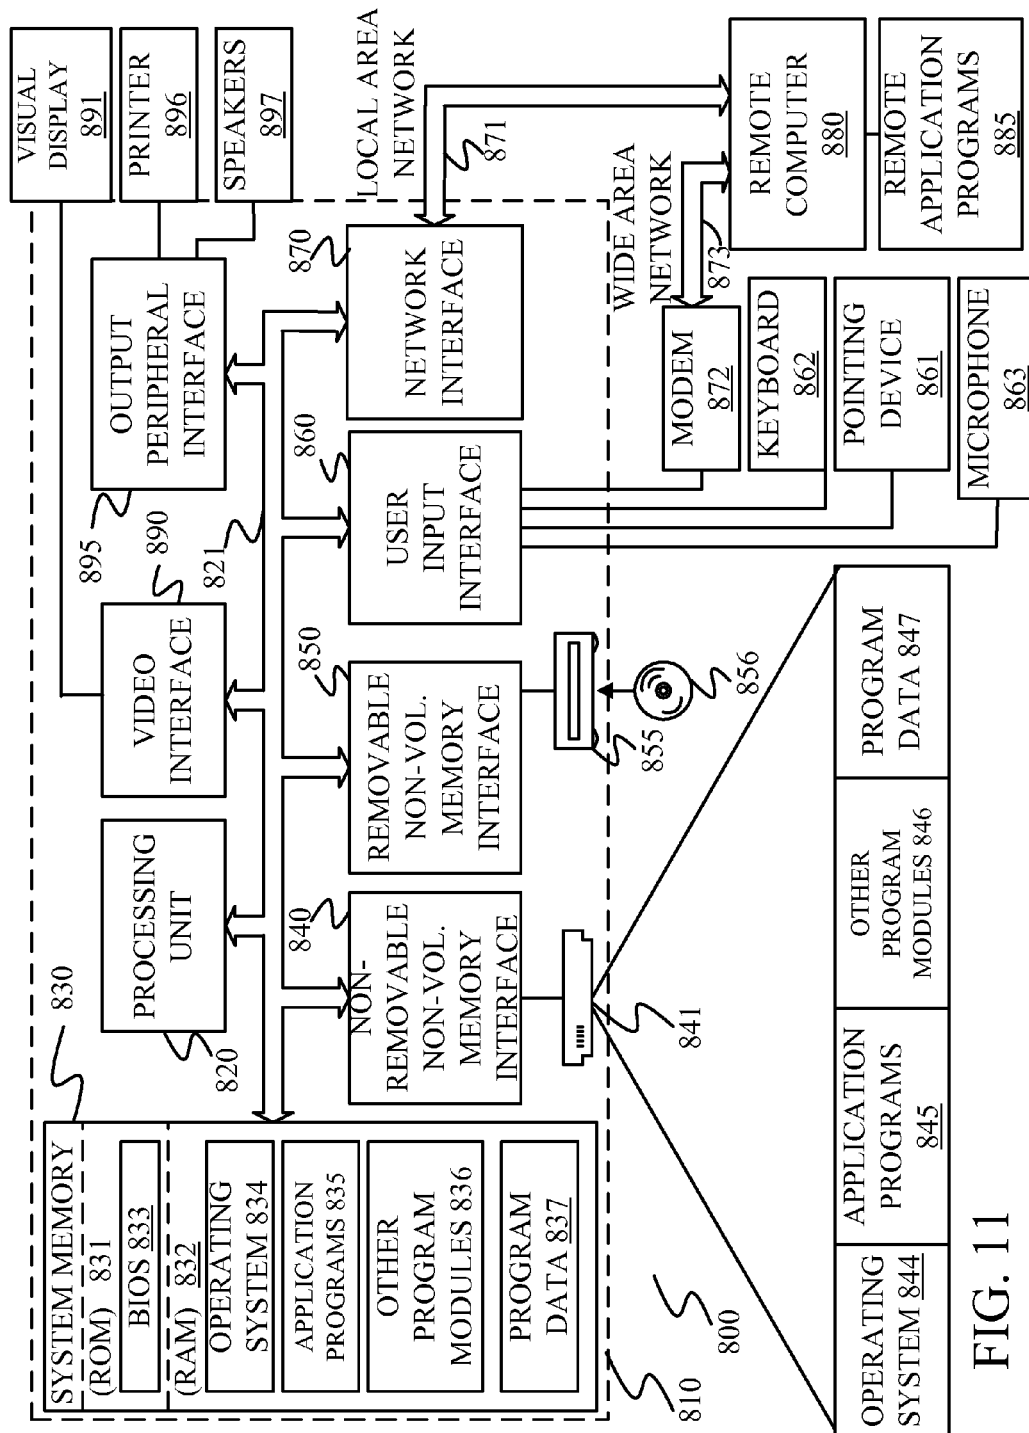 SYSTEM MEMORY
(ROM) 831
BIOS 833
(RAM) 832
OPERATING
SYSTEM 834
APPLICATION
PROGRAMS 835
OTHER
PROGRAM
MODULES 836
PROGRAM
DATA 837
830
PROCESSING
UNIT
820
VIDEO
INTERFACE
890
821
OUTPUT
PERIPHERAL
INTERFACE
895
VISUAL
DISPLAY
891
PRINTER
896
SPEAKERS
897
NON-
REMOVABLE
NON-VOL.
MEMORY
INTERFACE
840
REMOVABLE
NON-VOL.
MEMORY
INTERFACE
850
USER
INPUT
INTERFACE
860
NETWORK
INTERFACE
870
LOCAL AREA
NETWORK
871
810
800
841
855
856
WIDE AREA
NETWORK
873
MODEM
872
KEYBOARD
862
POINTING
DEVICE
861
MICROPHONE
863
REMOTE
COMPUTER
880
REMOTE
APPLICATION
PROGRAMS
885
OPERATING
SYSTEM 844
APPLICATION
PROGRAMS
845
OTHER
PROGRAM
MODULES 846
PROGRAM
DATA 847
FIG. 11